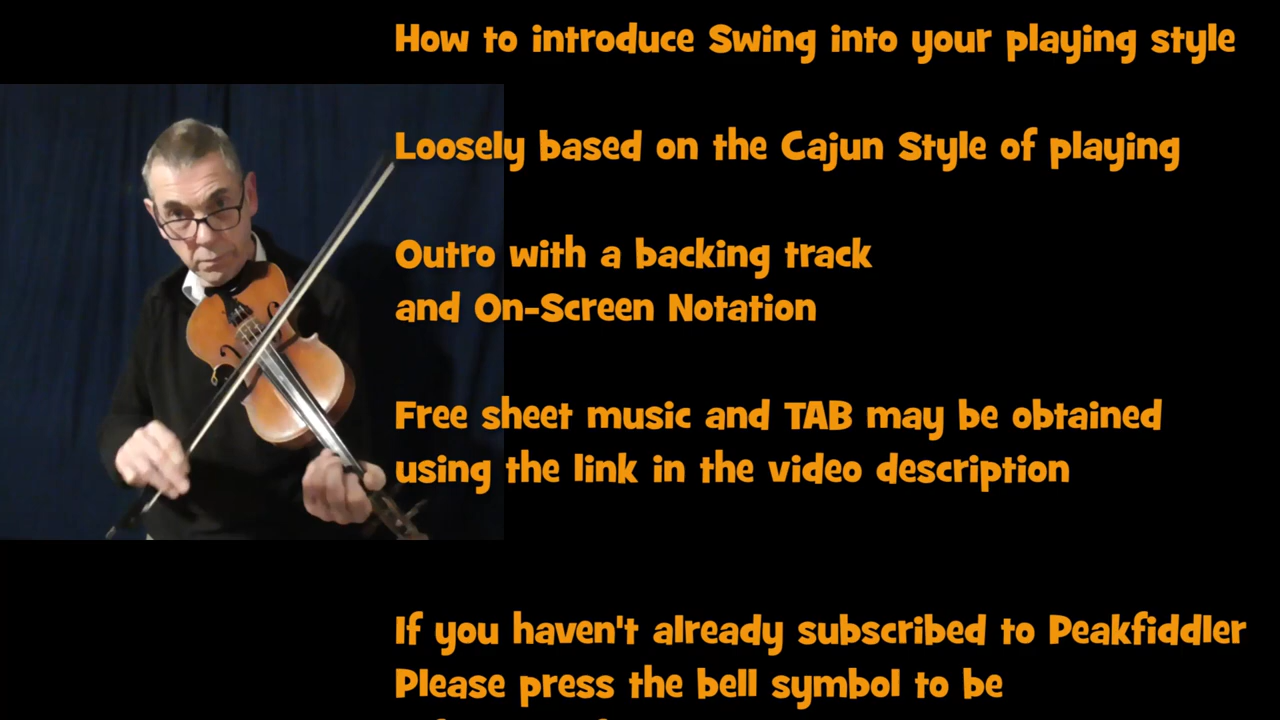 How to introduce Swing into your playing style
Loosely based on the Cajun Style of playing
Outro with a backing track
and On-Screen Notation
Free sheet music and TAB may be obtained
using the link in the video description
If you haven't already subscribed to Peakfiddler
Please press the bell symbol to be